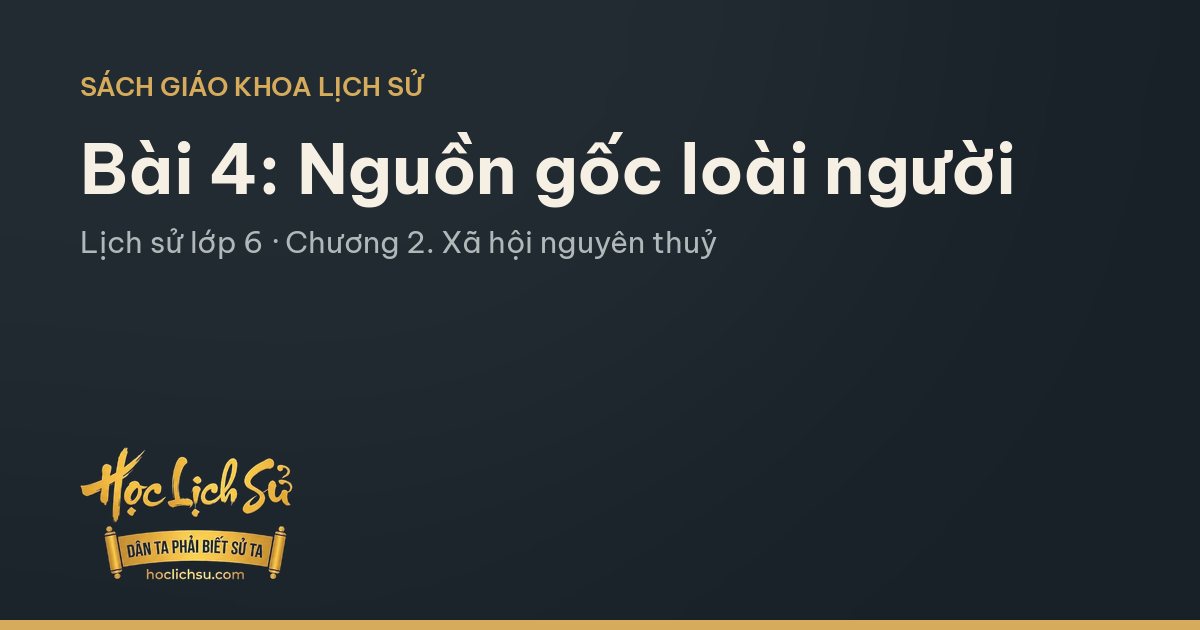 SÁCH GIÁO KHOA LỊCH SỬ
Bài 4: Nguồn gốc loài người
Lịch sử lớp 6 · Chương 2. Xã hội nguyên thuỷ
Học Lịch Sử
DÂN TA PHẢI BIẾT SỬ TA
hoclichsu.com